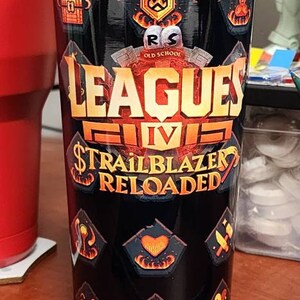 RS
OLD SCHOOL
LEAGUES
IV
TRAILBLAZER
RELOADED